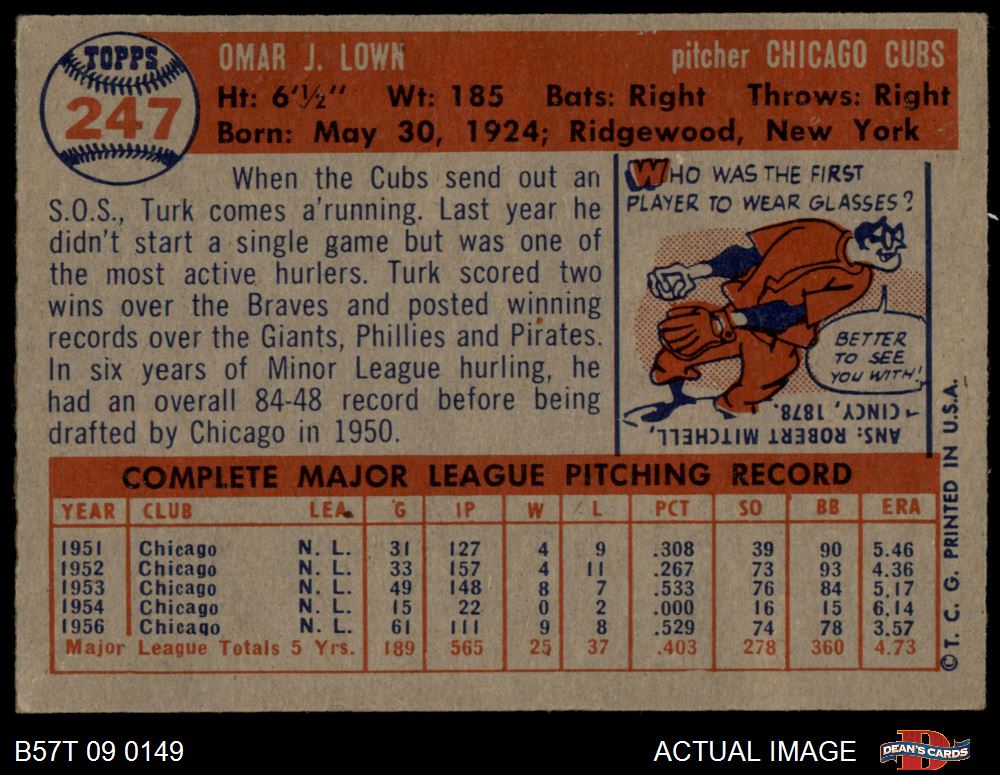 TOPPS
247
OMAR J. LOWN pitcher CHICAGO CUBS
Ht: 6'½" Wt: 185 Bats: Right Throws: Right
Born: May 30, 1924; Ridgewood, New York
When the Cubs send out an
S.O.S., Turk comes a'running. Last year he
didn't start a single game but was one of
the most active hurlers. Turk scored two
wins over the Braves and posted winning
records over the Giants, Phillies and Pirates.
In six years of Minor League hurling, he
had an overall 84-48 record before being
drafted by Chicago in 1950.
WHO WAS THE FIRST
PLAYER TO WEAR GLASSES?
BETTER
TO SEE
YOU WITH!
ANS: ROBERT MITCHELL,
- CINCY, 1878.
COMPLETE MAJOR LEAGUE PITCHING RECORD
YEAR CLUB LEA. G IP W L PCT SO BB ERA
1951 Chicago N. L. 31 127 4 9 .308 39 90 5.46
1952 Chicago N. L. 33 157 4 11 .267 73 93 4.36
1953 Chicago N. L. 49 148 8 7 .533 76 84 5.17
1954 Chicago N. L. 15 22 0 2 .000 16 15 6.14
1956 Chicago N. L. 61 111 9 8 .529 74 78 3.57
Major League Totals 5 Yrs. 189 565 25 37 .403 278 360 4.73
© T. C. G. PRINTED IN U.S.A.
B57T 09 0149 ACTUAL IMAGE
DEAN'S CARDS